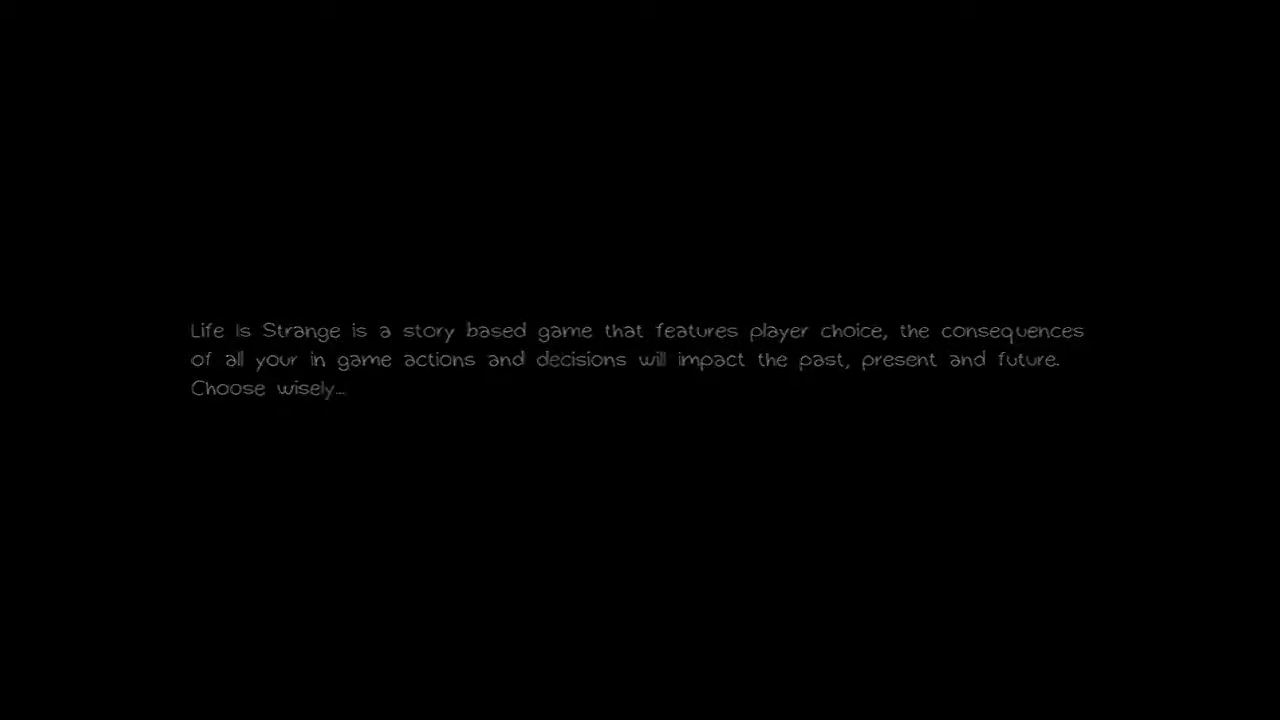 Life Is Strange is a story based game that features player choice, the consequences
of all your in game actions and decisions will impact the past, present and future.
Choose wisely...